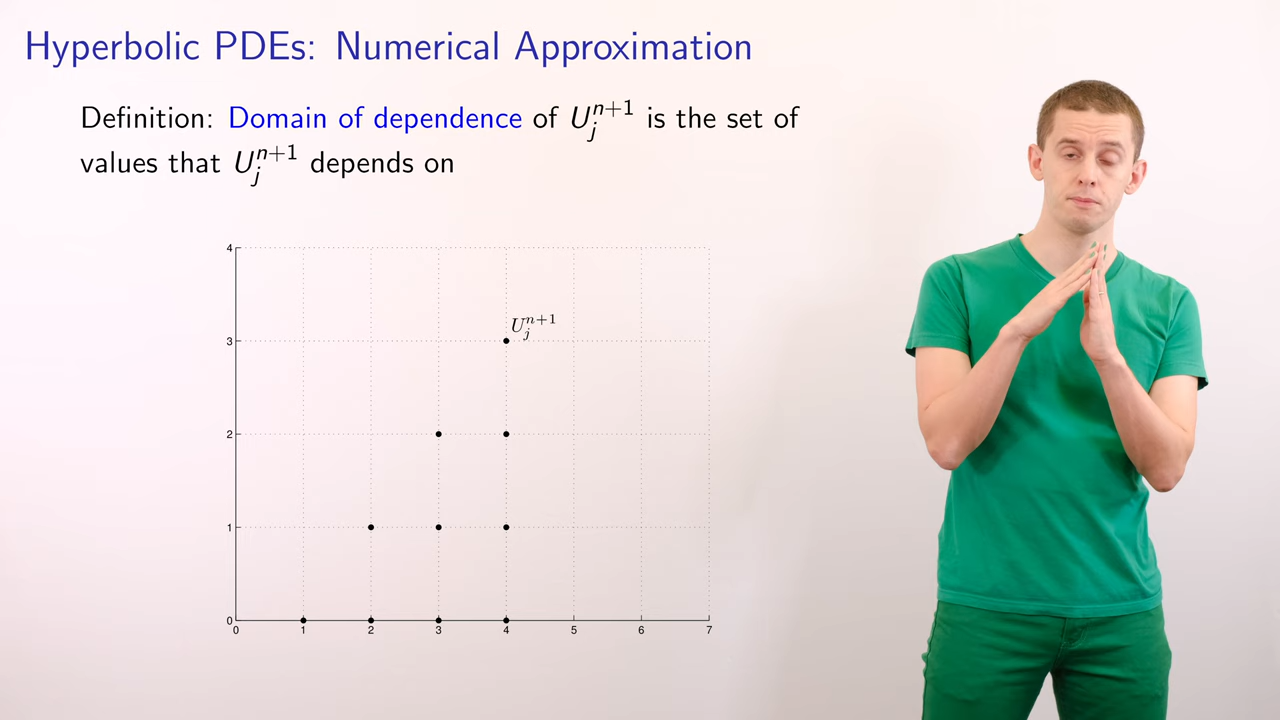 Hyperbolic PDEs: Numerical Approximation
Definition: Domain of dependence of $U_j^{n+1}$ is the set of
values that $U_j^{n+1}$ depends on
4
$U_j^{n+1}$
3
2
1
0
0 1 2 3 4 5 6 7